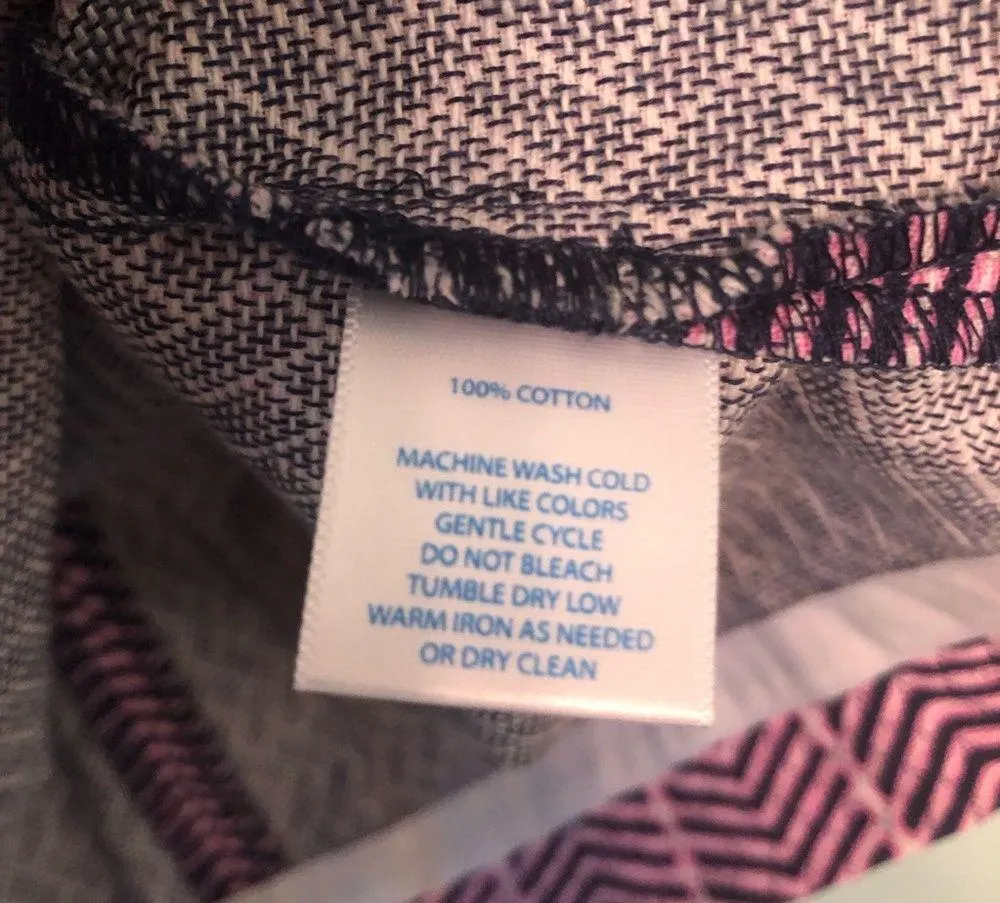 100% COTTON
MACHINE WASH COLD
WITH LIKE COLORS
GENTLE CYCLE
DO NOT BLEACH
TUMBLE DRY LOW
WARM IRON AS NEEDED
OR DRY CLEAN